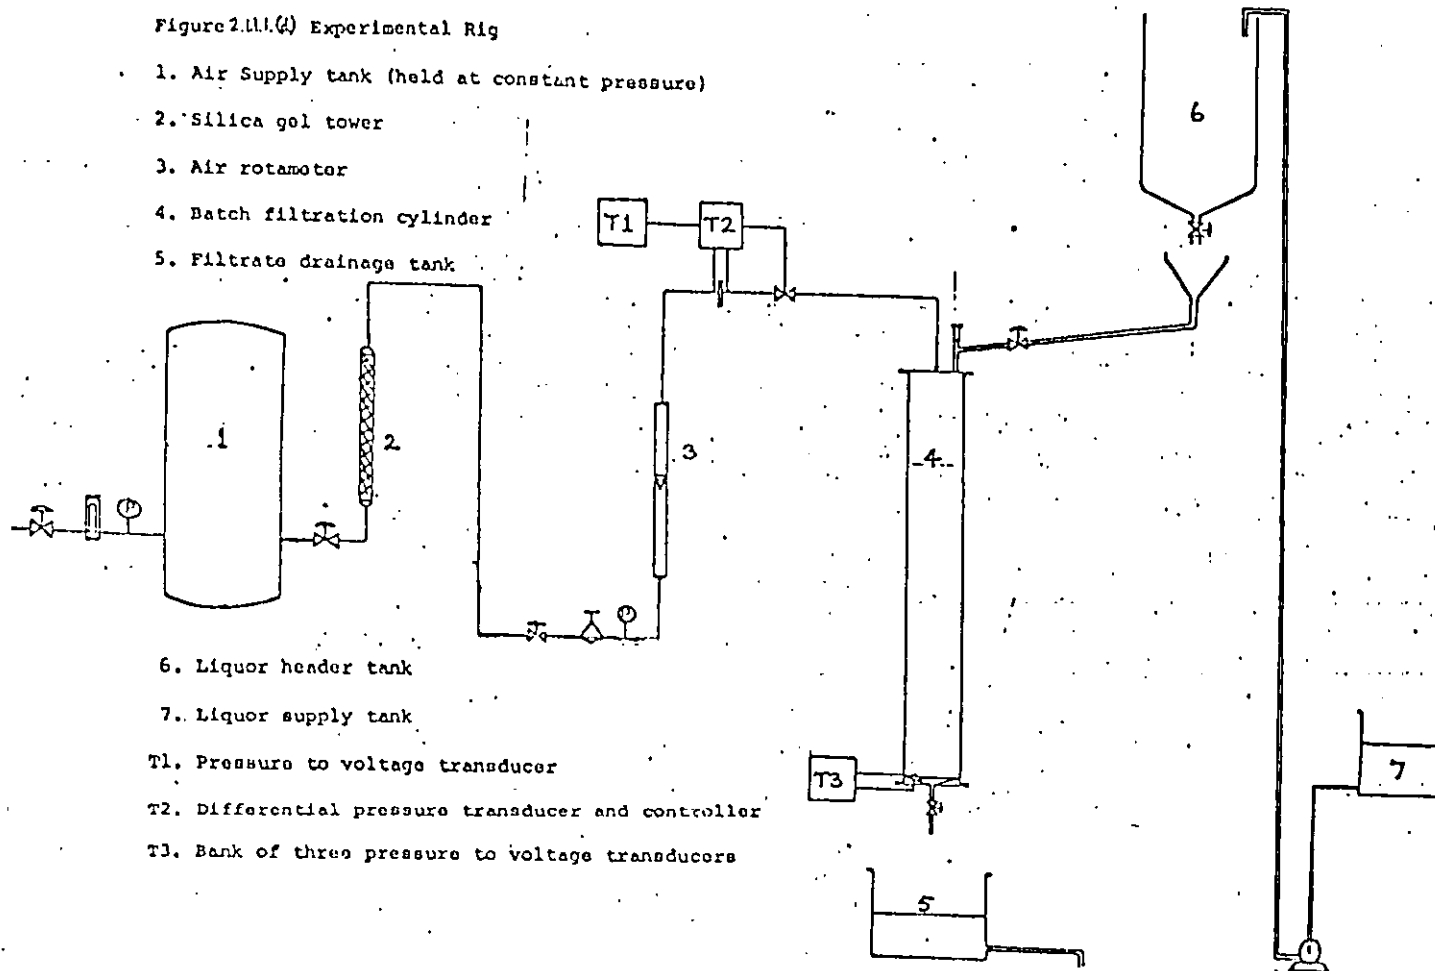 Figure 2.11.1.(d) Experimental Rig
1. Air Supply tank (held at constant pressure)
2. Silica gel tower
3. Air rotameter
4. Batch filtration cylinder
5. Filtrate drainage tank
6
T1
T2
1
2
3
4
P
P
6. Liquor header tank
7. Liquor supply tank
T1. Pressure to voltage transducer
T2. Differential pressure transducer and controller
T3. Bank of three pressure to voltage transducers
T3
7
5